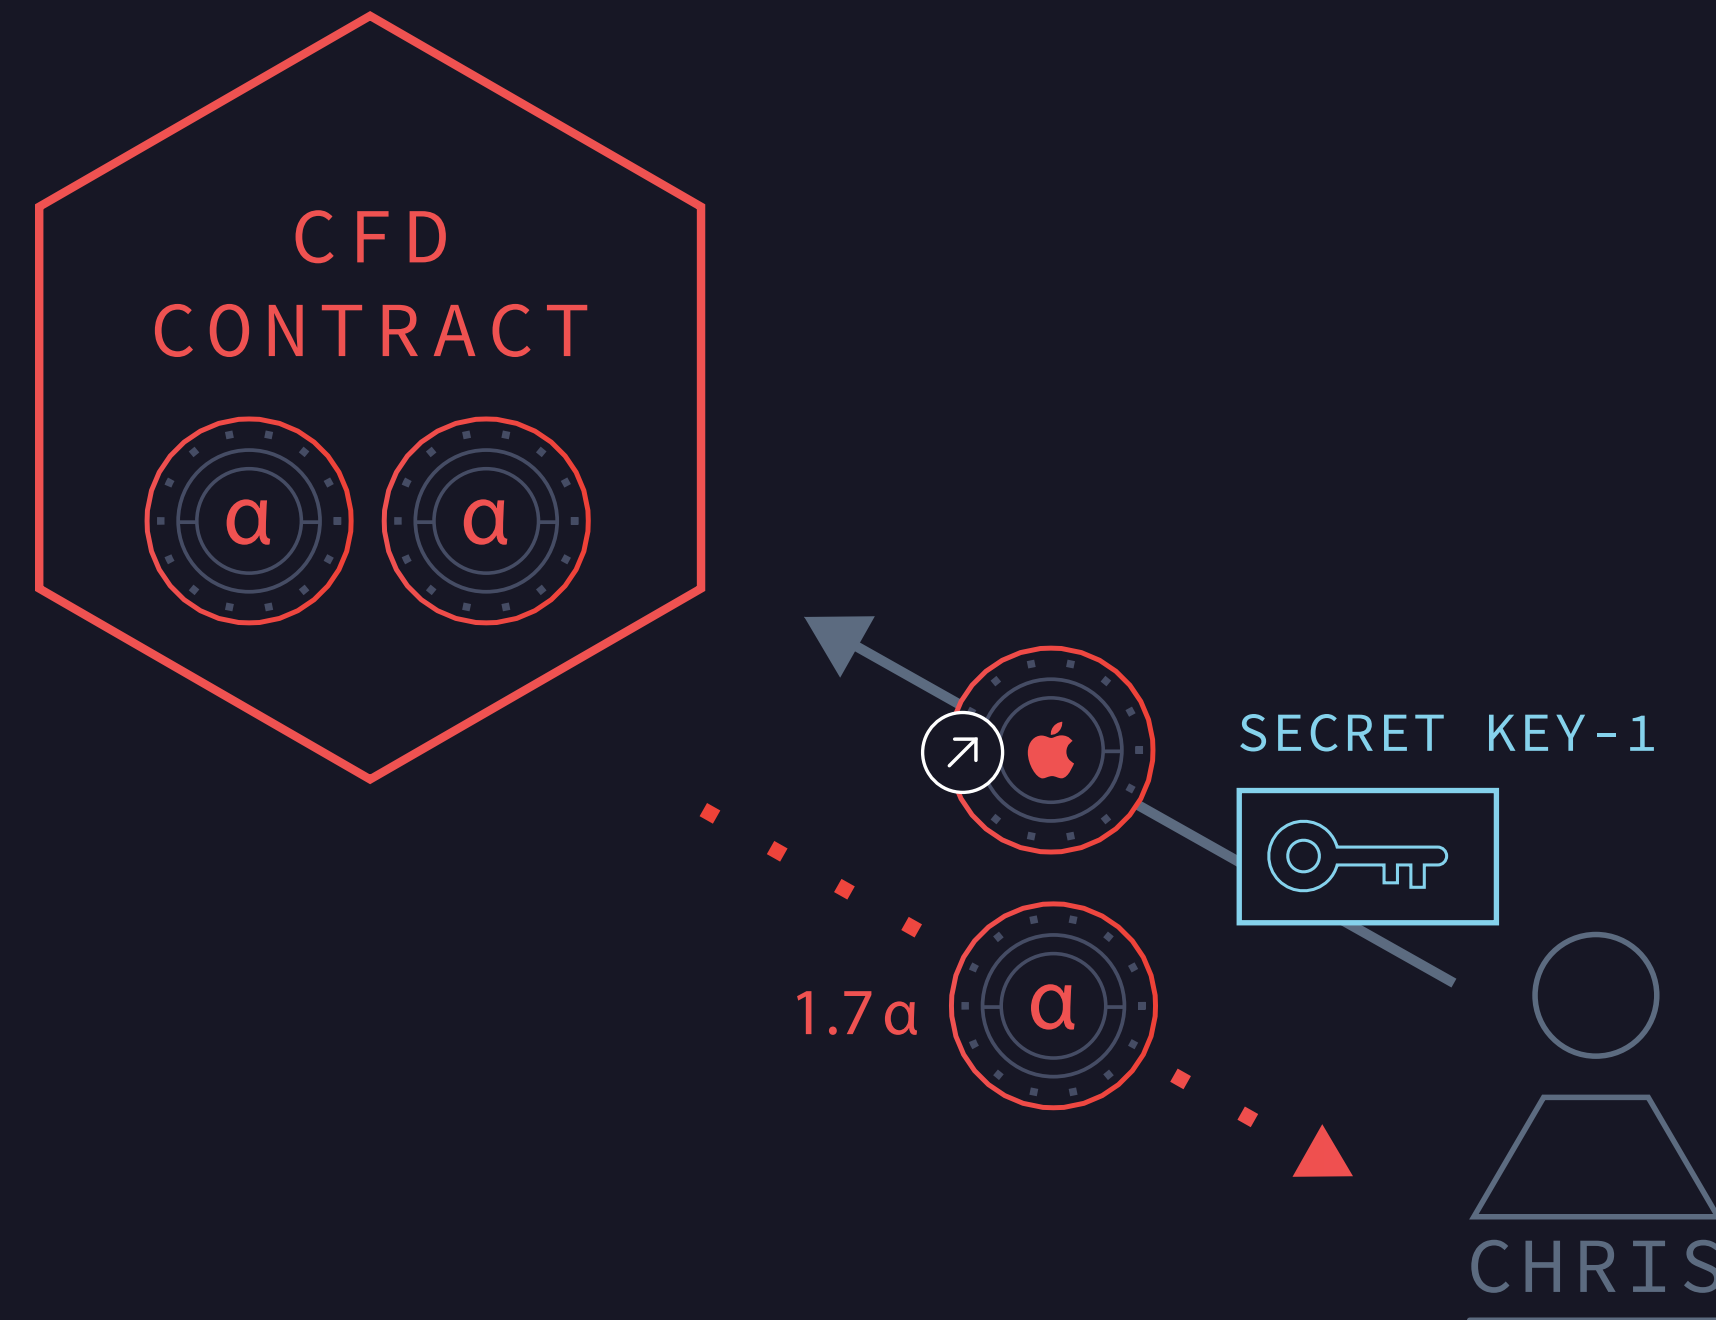 CFD
CONTRACT
α α
SECRET KEY-1
1.7α
α
CHRIS